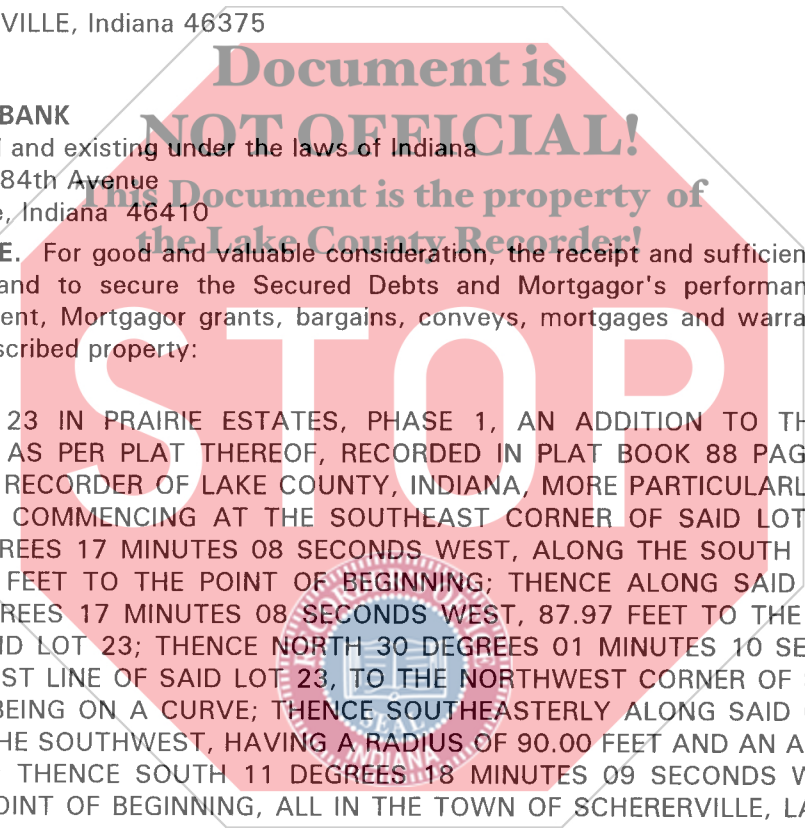 VILLE, Indiana 46375
Document is
BANK
NOT OFFICIAL!
and existing under the laws of Indiana
84th Avenue
This Document is the property of
Indiana 46410
the Lake County Recorder!
E. For good and valuable consideration, the receipt and sufficien
and to secure the Secured Debts and Mortgagor's performan
ent, Mortgagor grants, bargains, conveys, mortgages and warra
scribed property:
STOP
23 IN PRAIRIE ESTATES, PHASE 1, AN ADDITION TO TH
AS PER PLAT THEREOF, RECORDED IN PLAT BOOK 88 PAG
RECORDER OF LAKE COUNTY, INDIANA, MORE PARTICULARL
COMMENCING AT THE SOUTHEAST CORNER OF SAID LOT
REES 17 MINUTES 08 SECONDS WEST, ALONG THE SOUTH
FEET TO THE POINT OF BEGINNING; THENCE ALONG SAID
REES 17 MINUTES 08 SECONDS WEST, 87.97 FEET TO THE
ID LOT 23; THENCE NORTH 30 DEGREES 01 MINUTES 10 SE
ST LINE OF SAID LOT 23, TO THE NORTHWEST CORNER OF
BEING ON A CURVE; THENCE SOUTHEASTERLY ALONG SAID
HE SOUTHWEST, HAVING A RADIUS OF 90.00 FEET AND AN A
THENCE SOUTH 11 DEGREES 18 MINUTES 09 SECONDS W
OINT OF BEGINNING, ALL IN THE TOWN OF SCHERERVILLE, LA
SEAL
INDIANA